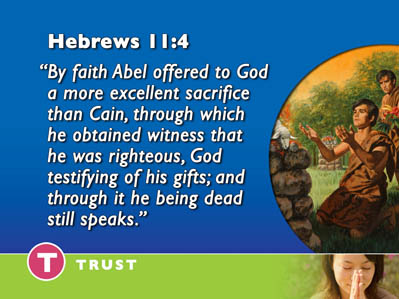 Hebrews 11:4
“By faith Abel offered to God
a more excellent sacrifice
than Cain, through which
he obtained witness that
he was righteous, God
testifying of his gifts; and
through it he being dead
still speaks.”
T TRUST